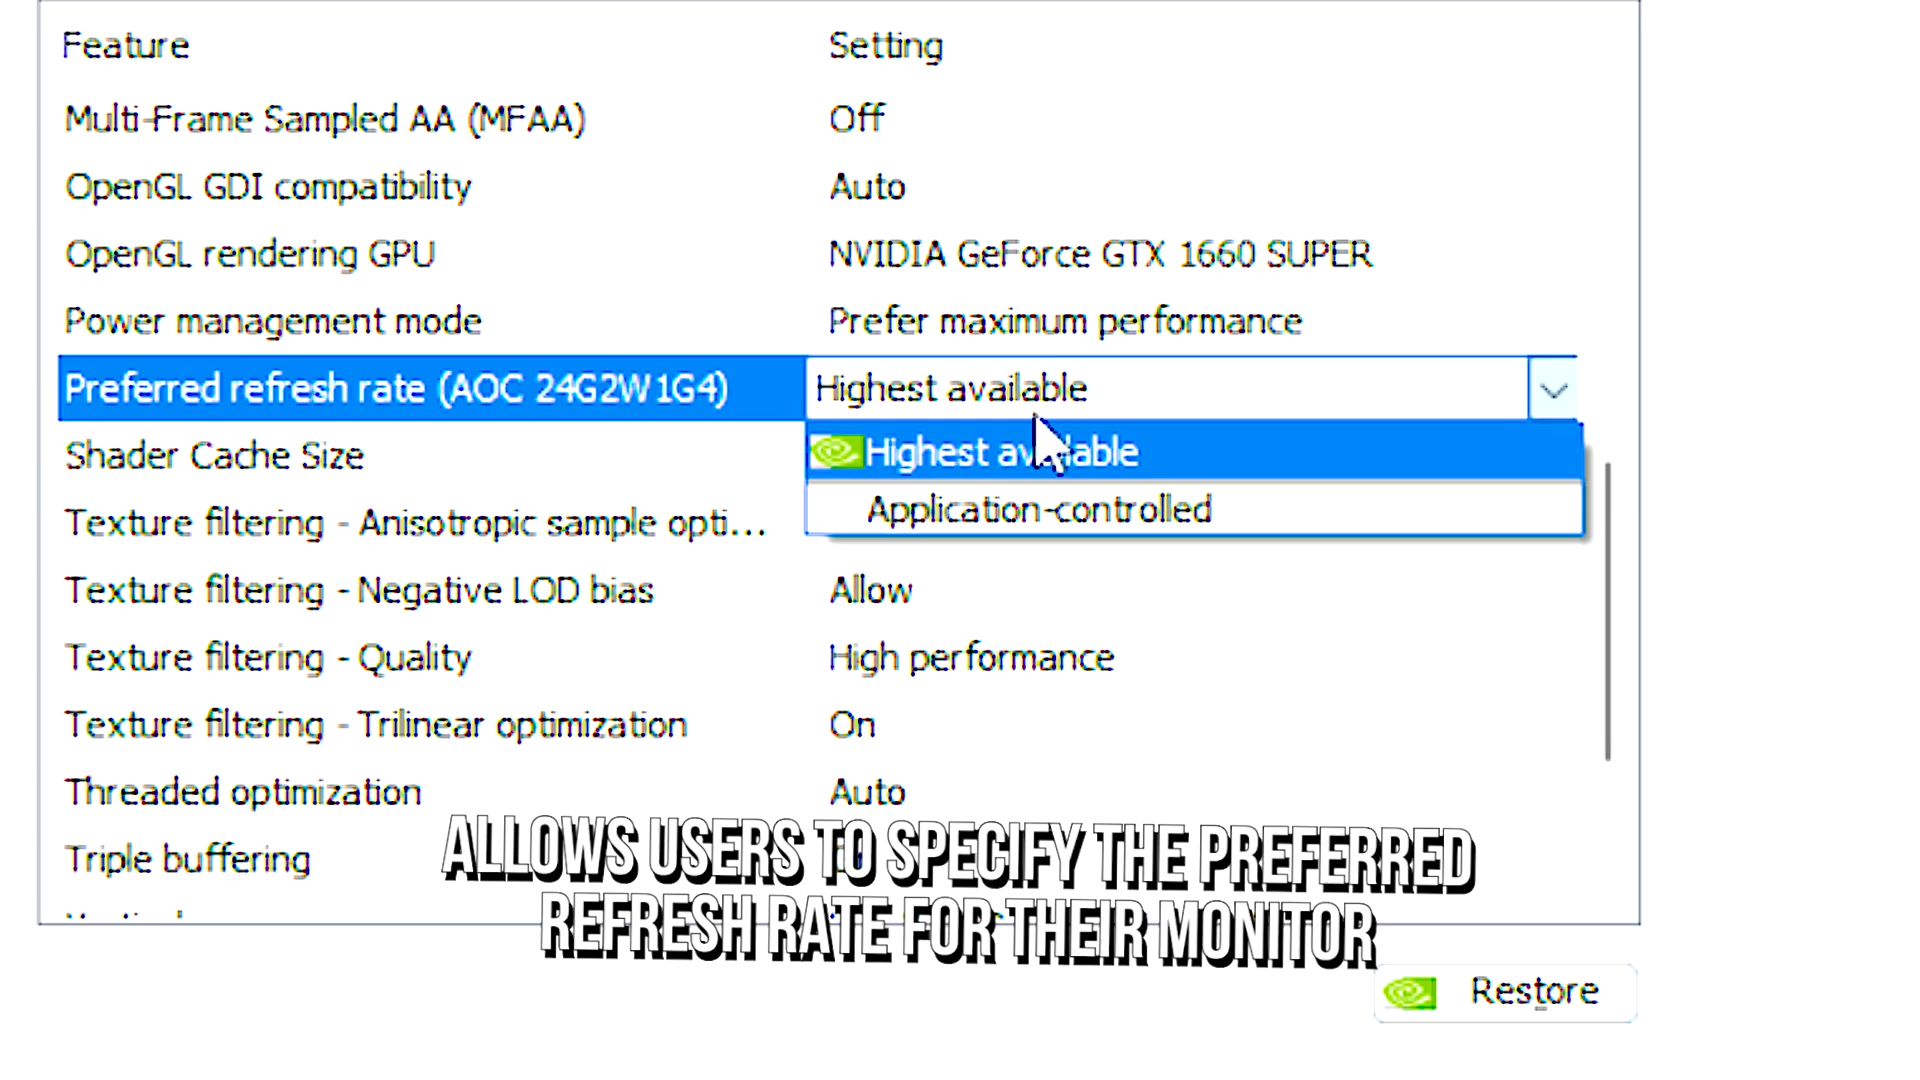 Feature Setting
Multi-Frame Sampled AA (MFAA) Off
OpenGL GDI compatibility Auto
OpenGL rendering GPU NVIDIA GeForce GTX 1660 SUPER
Power management mode Prefer maximum performance
Preferred refresh rate (AOC 24G2W1G4) Highest available
Highest available
Shader Cache Size
Application-controlled
Texture filtering - Anisotropic sample opti...
Texture filtering - Negative LOD bias Allow
Texture filtering - Quality High performance
Texture filtering - Trilinear optimization On
Threaded optimization Auto
Triple buffering
ALLOWS USERS TO SPECIFY THE PREFERRED
REFRESH RATE FOR THEIR MONITOR
Restore